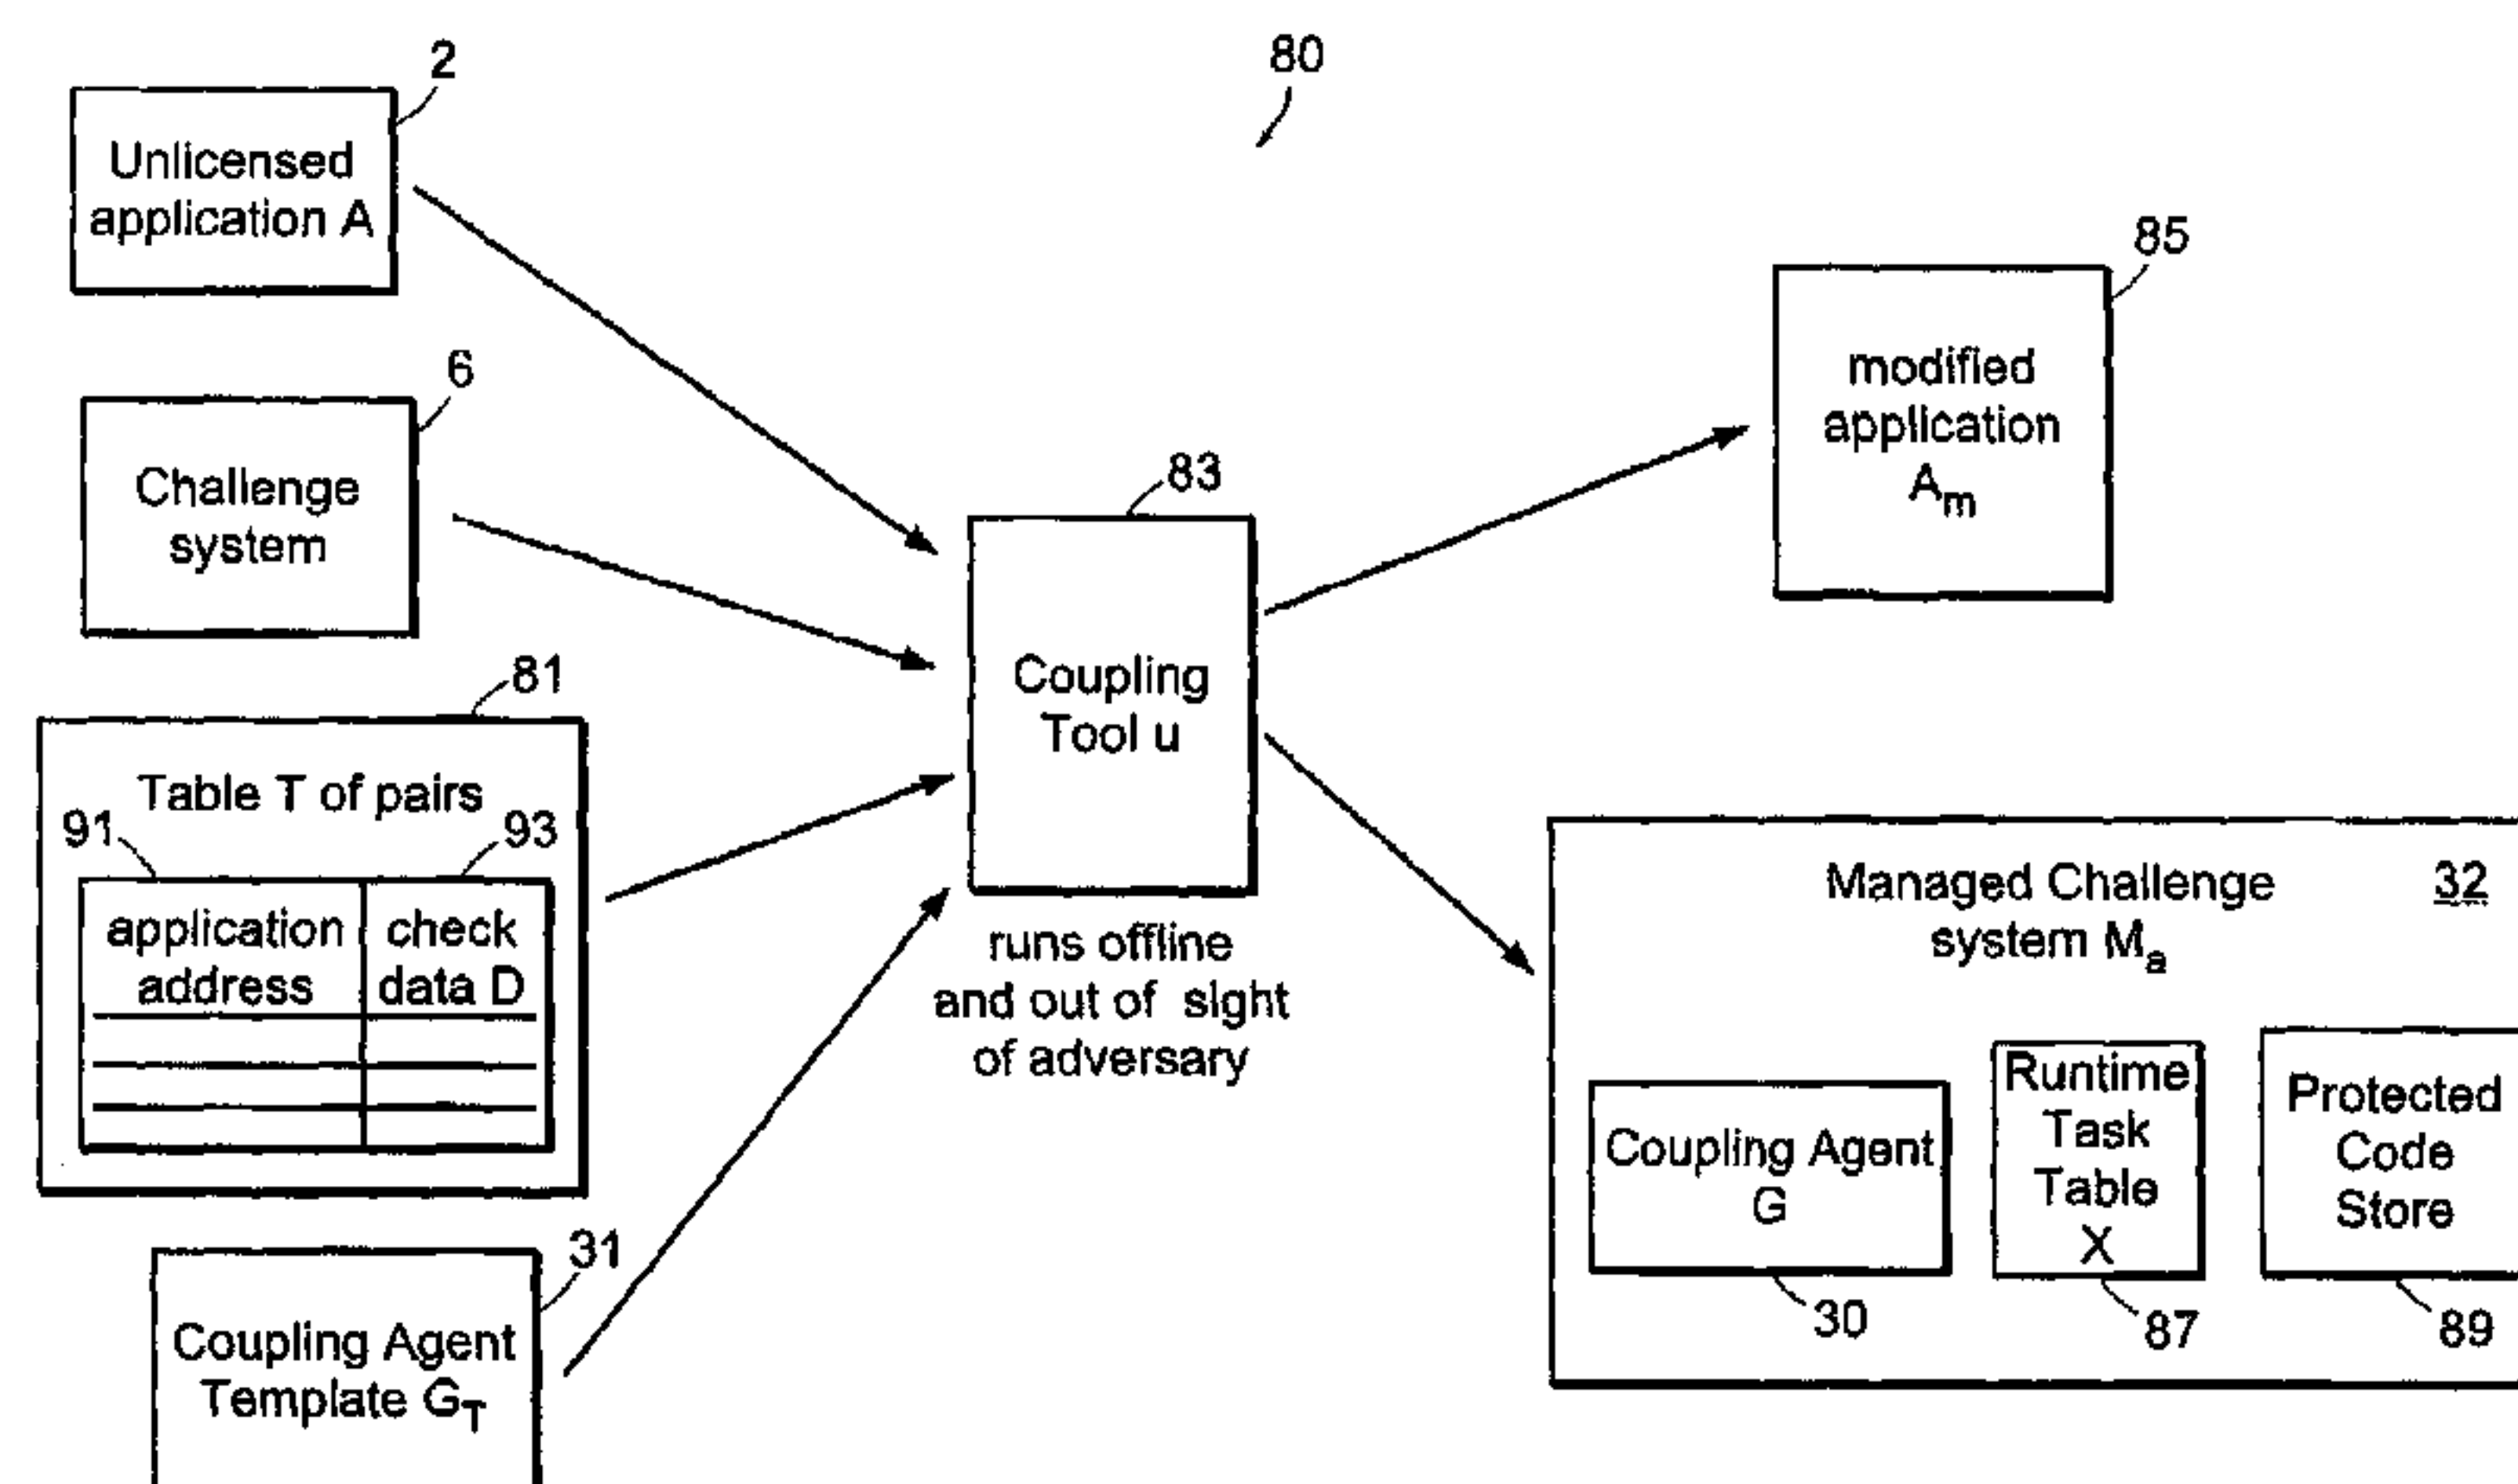 2
80
Unlicensed
application A
85
6
modified
application
Am
Challenge
system
83
81
Coupling
Tool u
Table T of pairs
91
93
application
address
check
data D
runs offline
and out of sight
of adversary
Managed Challenge
system Ma
32
31
Coupling Agent
Template GT
Coupling Agent
G
30
Runtime
Task
Table
X
87
Protected
Code
Store
89